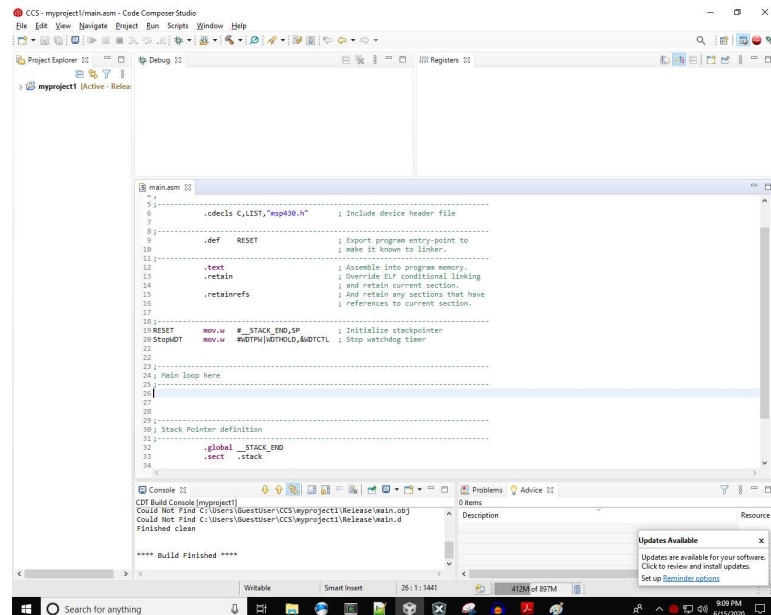 CCS - myproject1/main.asm - Code Composer Studio
File Edit View Navigate Project Run Scripts Window Help
Project Explorer
myproject1 [Active - Relea
Debug
Registers
main.asm
5 ;-------------------------------------------------------------------------------
6 .cdecls C,LIST,"msp430.h" ; Include device header file
7
8 ;-------------------------------------------------------------------------------
9 .def RESET ; Export program entry-point to
10 ; make it known to linker.
11 ;-------------------------------------------------------------------------------
12 .text ; Assemble into program memory.
13 .retain ; Override ELF conditional linking
14 ; and retain current section.
15 .retainrefs ; And retain any sections that have
16 ; references to current section.
17
18 ;-------------------------------------------------------------------------------
19 RESET mov.w #__STACK_END,SP ; Initialize stackpointer
20 StopWDT mov.w #WDTPW|WDTHOLD,&WDTCTL ; Stop watchdog timer
21
22
23 ;-------------------------------------------------------------------------------
24 ; Main loop here
25 ;-------------------------------------------------------------------------------
26
27
28
29 ;-------------------------------------------------------------------------------
30 ; Stack Pointer definition
31 ;-------------------------------------------------------------------------------
32 .global __STACK_END
33 .sect .stack
34
Console
CDT Build Console [myproject1]
Could Not Find C:\Users\GuestUser\CCS\myproject1\Release\main.obj
Could Not Find C:\Users\GuestUser\CCS\myproject1\Release\main.d
Finished clean
**** Build Finished ****
Problems Advice
0 items
Description Resource
Updates Available x
Updates are available for your software.
Click to review and install updates.
Set up Reminder options
Writable Smart Insert 26 : 1 : 1441 412M of 897M
Search for anything
9:09 PM
6/15/2020